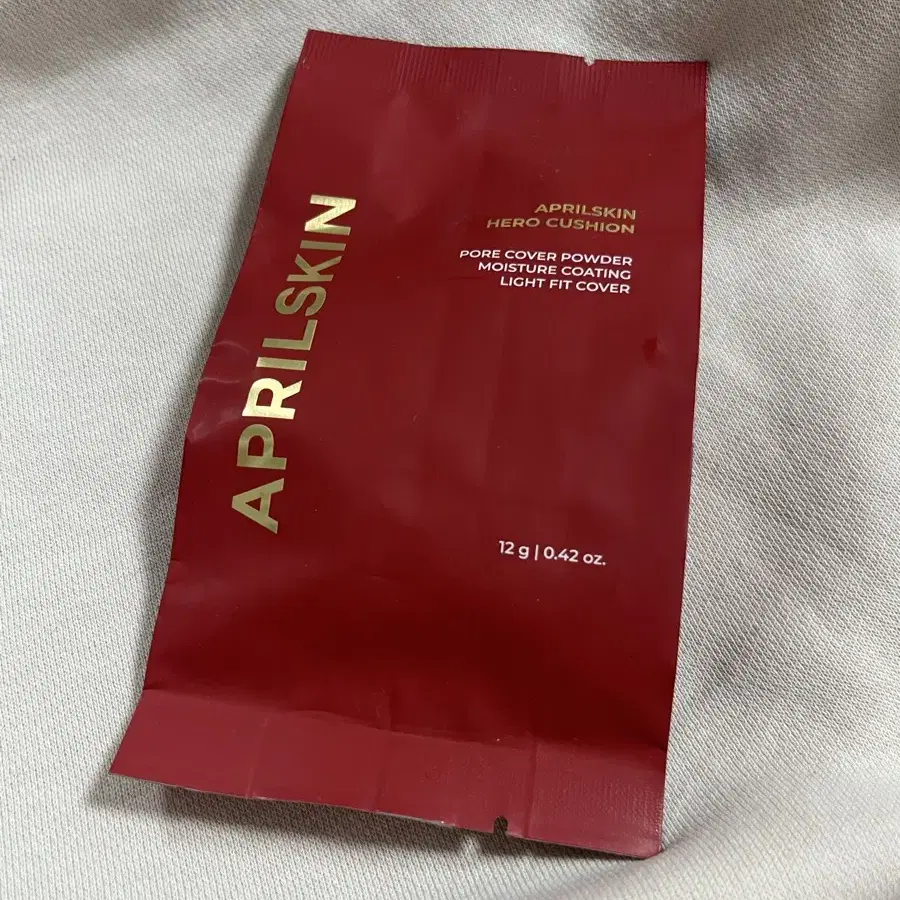 APRILSKIN
APRILSKIN
HERO CUSHION
PORE COVER POWDER
MOISTURE COATING
LIGHT FIT COVER
12 g | 0.42 oz.